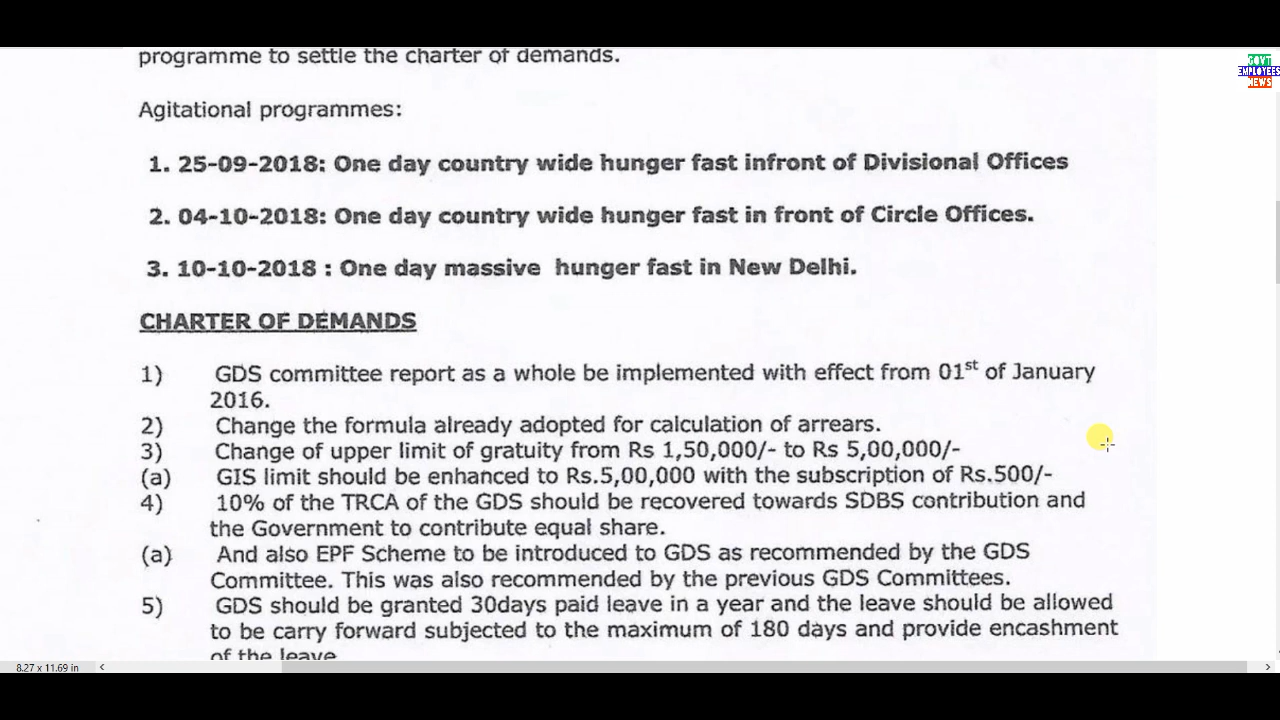 programme to settle the charter of demands.
GOVT
EMPLOYEES
NEWS
Agitational programmes:
1. 25-09-2018: One day country wide hunger fast infront of Divisional Offices
2. 04-10-2018: One day country wide hunger fast in front of Circle Offices.
3. 10-10-2018 : One day massive hunger fast in New Delhi.
CHARTER OF DEMANDS
1) GDS committee report as a whole be implemented with effect from 01st of January
2016.
2) Change the formula already adopted for calculation of arrears.
3) Change of upper limit of gratuity from Rs 1,50,000/- to Rs 5,00,000/-
(a) GIS limit should be enhanced to Rs.5,00,000 with the subscription of Rs.500/-
4) 10% of the TRCA of the GDS should be recovered towards SDBS contribution and
the Government to contribute equal share.
(a) And also EPF Scheme to be introduced to GDS as recommended by the GDS
Committee. This was also recommended by the previous GDS Committees.
5) GDS should be granted 30days paid leave in a year and the leave should be allowed
to be carry forward subjected to the maximum of 180 days and provide encashment
of the leave
8.27 x 11.69 in